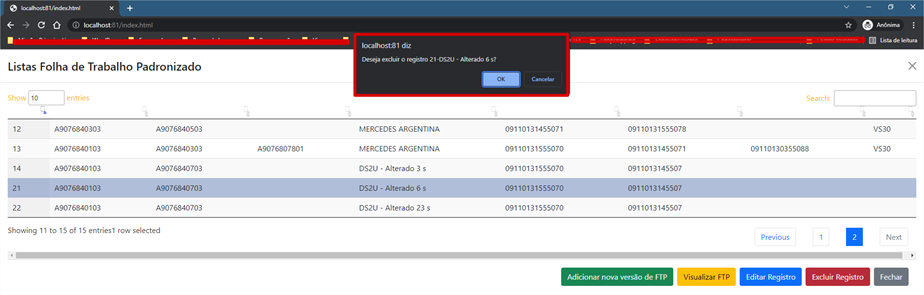 localhost:81/index.html
localhost:81/index.html
Anônima
Lista de leitura
localhost:81 diz
Deseja excluir o registro 21-DS2U - Alterado 6 s?
OK
Cancelar
Listas Folha de Trabalho Padronizado
Show 10 entries
Search:
12 A9076840303 A9076840503 MERCEDES ARGENTINA 09110131455071 09110131555078 VS30
13 A9076840103 A9076840303 A9076807801 MERCEDES ARGENTINA 09110131555070 09110131455071 09110130355088 VS30
14 A9076840103 A9076840703 DS2U - Alterado 3 s 09110131555070 0911013145507
21 A9076840103 A9076840703 DS2U - Alterado 6 s 09110131555070 0911013145507
22 A9076840103 A9076840703 DS2U - Alterado 23 s 09110131555070 0911013145507
Showing 11 to 15 of 15 entries1 row selected
Previous 1 2 Next
Adicionar nova versão de FTP Visualizar FTP Editar Registro Excluir Registro Fechar